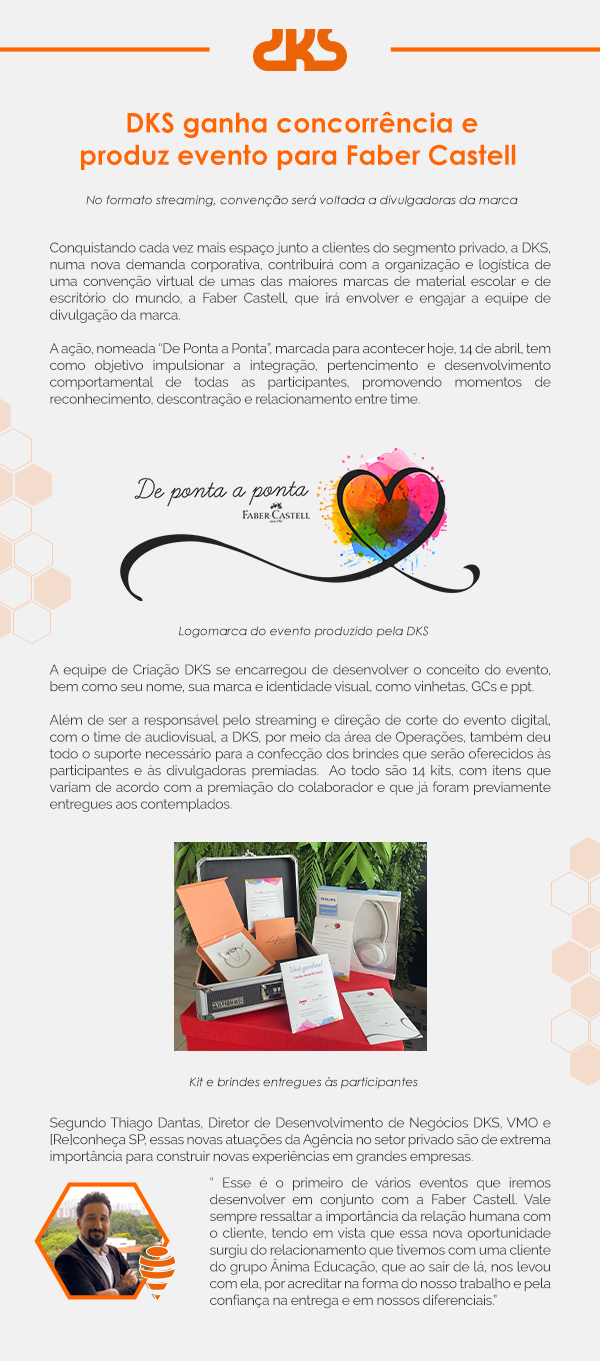 DKS
DKS ganha concorrência e
produz evento para Faber Castell
No formato streaming, convenção será voltada a divulgadoras da marca
Conquistando cada vez mais espaço junto a clientes do segmento privado, a DKS,
numa nova demanda corporativa, contribuirá com a organização e logística de
uma convenção virtual de umas das maiores marcas de material escolar e de
escritório do mundo, a Faber Castell, que irá envolver e engajar a equipe de
divulgação da marca.
A ação, nomeada “De Ponta a Ponta”, marcada para acontecer hoje, 14 de abril, tem
como objetivo impulsionar a integração, pertencimento e desenvolvimento
comportamental de todas as participantes, promovendo momentos de
reconhecimento, descontração e relacionamento entre time.
De ponta a ponta
FABER-CASTELL
Logomarca do evento produzido pela DKS
A equipe de Criação DKS se encarregou de desenvolver o conceito do evento,
bem como seu nome, sua marca e identidade visual, como vinhetas, GCs e ppt.
Além de ser a responsável pelo streaming e direção de corte do evento digital,
com o time de audiovisual, a DKS, por meio da área de Operações, também deu
todo o suporte necessário para a confecção dos brindes que serão oferecidos às
participantes e às divulgadoras premiadas. Ao todo são 14 kits, com itens que
variam de acordo com a premiação do colaborador e que já foram previamente
entregues aos contemplados.
PHILIPS
Você ganhou!
Kit e brindes entregues às participantes
Segundo Thiago Dantas, Diretor de Desenvolvimento de Negócios DKS, VMO e
[Re]conheça SP, essas novas atuações da Agência no setor privado são de extrema
importância para construir novas experiências em grandes empresas.
“ Esse é o primeiro de vários eventos que iremos
desenvolver em conjunto com a Faber Castell. Vale
sempre ressaltar a importância da relação humana com
o cliente, tendo em vista que essa nova oportunidade
surgiu do relacionamento que tivemos com uma cliente
do grupo Ânima Educação, que ao sair de lá, nos levou
com ela, por acreditar na forma do nosso trabalho e pela
confiança na entrega e em nossos diferenciais.”